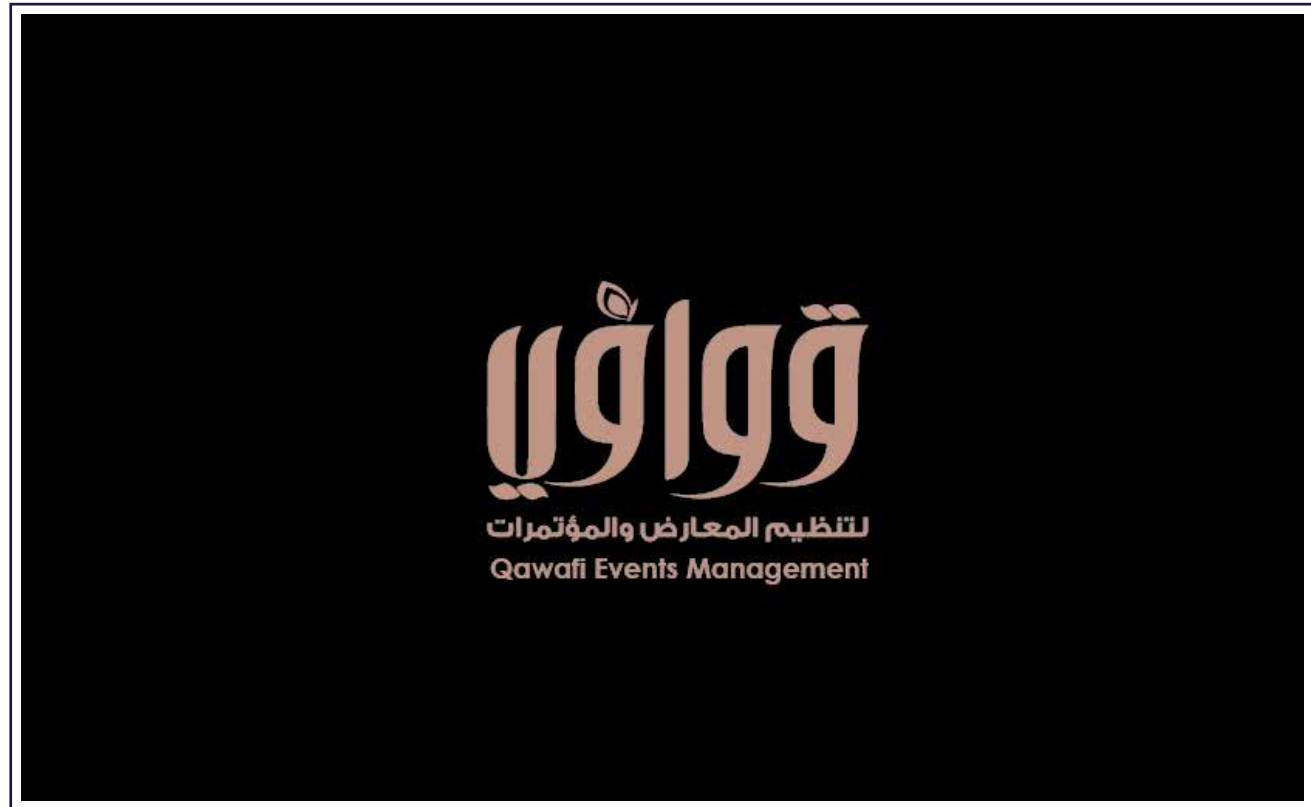 قوافي
لتنظيم المعارض والمؤتمرات
Qawafi Events Management